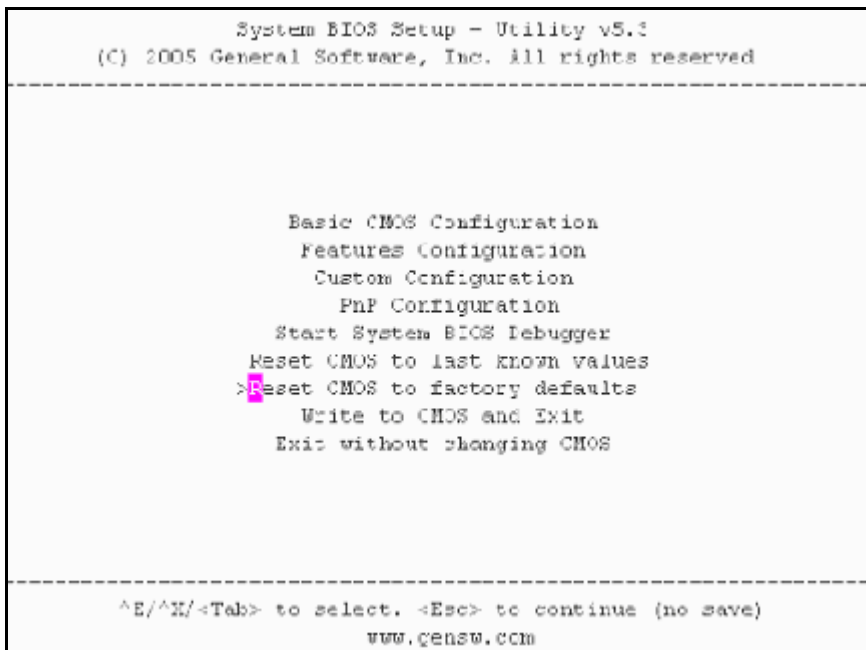 System BIOS Setup - Utility v5.3
(C) 2005 General Software, Inc. All rights reserved
Basic CMOS Configuration
Features Configuration
Custom Configuration
PnP Configuration
Start System BIOS Debugger
Reset CMOS to last known values
>Reset CMOS to factory defaults
Write to CMOS and Exit
Exit without changing CMOS
^E/^X/<Tab> to select. <Esc> to continue (no save)
www.gensw.com